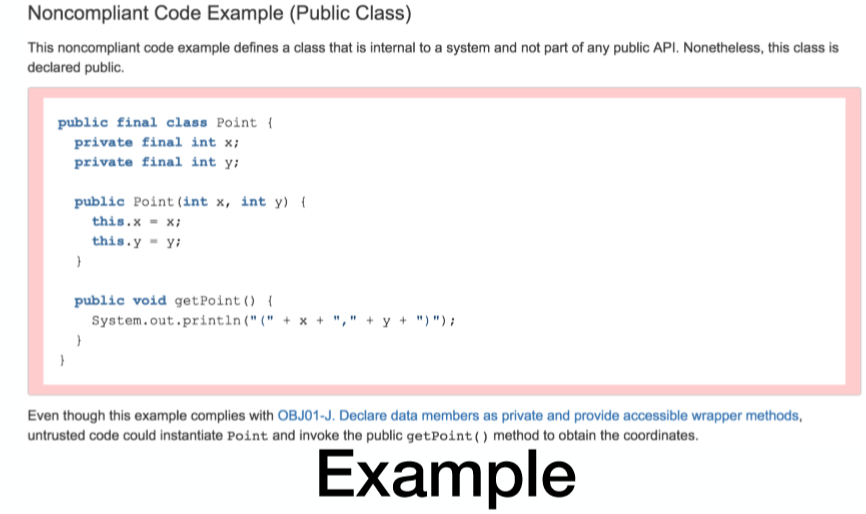 Noncompliant Code Example (Public Class)
This noncompliant code example defines a class that is internal to a system and not part of any public API. Nonetheless, this class is
declared public.
public final class Point {
  private final int x;
  private final int y;

  public Point(int x, int y) {
    this.x = x;
    this.y = y;
  }

  public void getPoint() {
    System.out.println("(" + x + "," + y + ")");
  }
}
Even though this example complies with OBJ01-J. Declare data members as private and provide accessible wrapper methods,
untrusted code could instantiate Point and invoke the public getPoint() method to obtain the coordinates.
Example